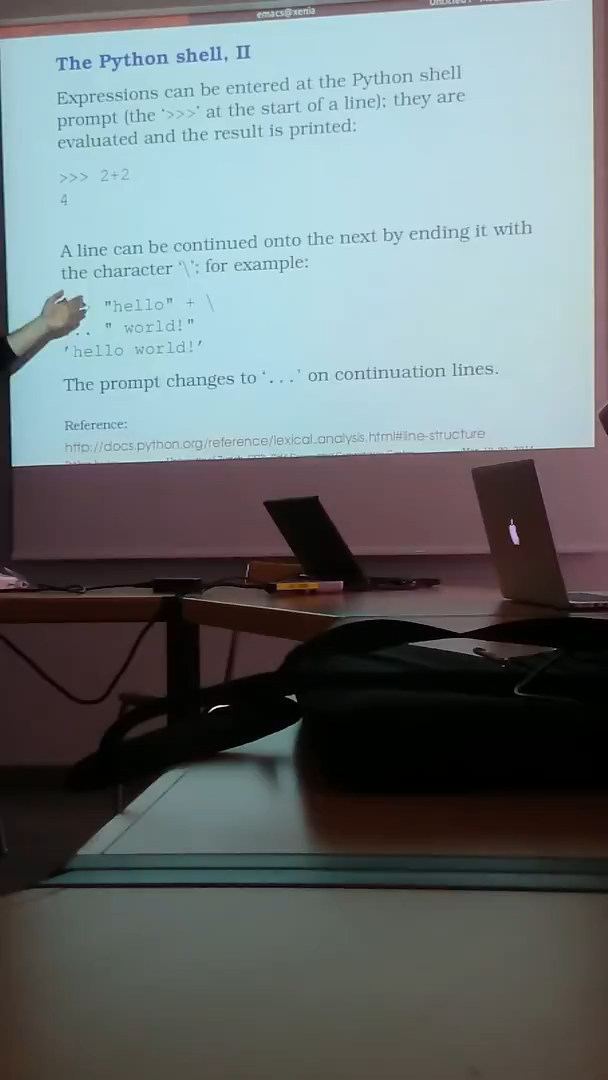 emacs@xenia
The Python shell, II
Expressions can be entered at the Python shell
prompt (the '>>>' at the start of a line); they are
evaluated and the result is printed:
>>> 2+2
4
A line can be continued onto the next by ending it with
the character '\'; for example:
"hello" + \
.. " world!"
'hello world!'
The prompt changes to '...' on continuation lines.
Reference:
http://docs.python.org/reference/lexical_analysis.html#line-structure